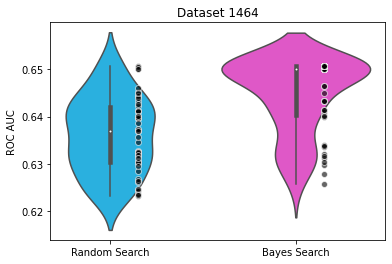 Dataset 1464
ROC AUC
0.65
0.64
0.63
0.62
Random Search
Bayes Search